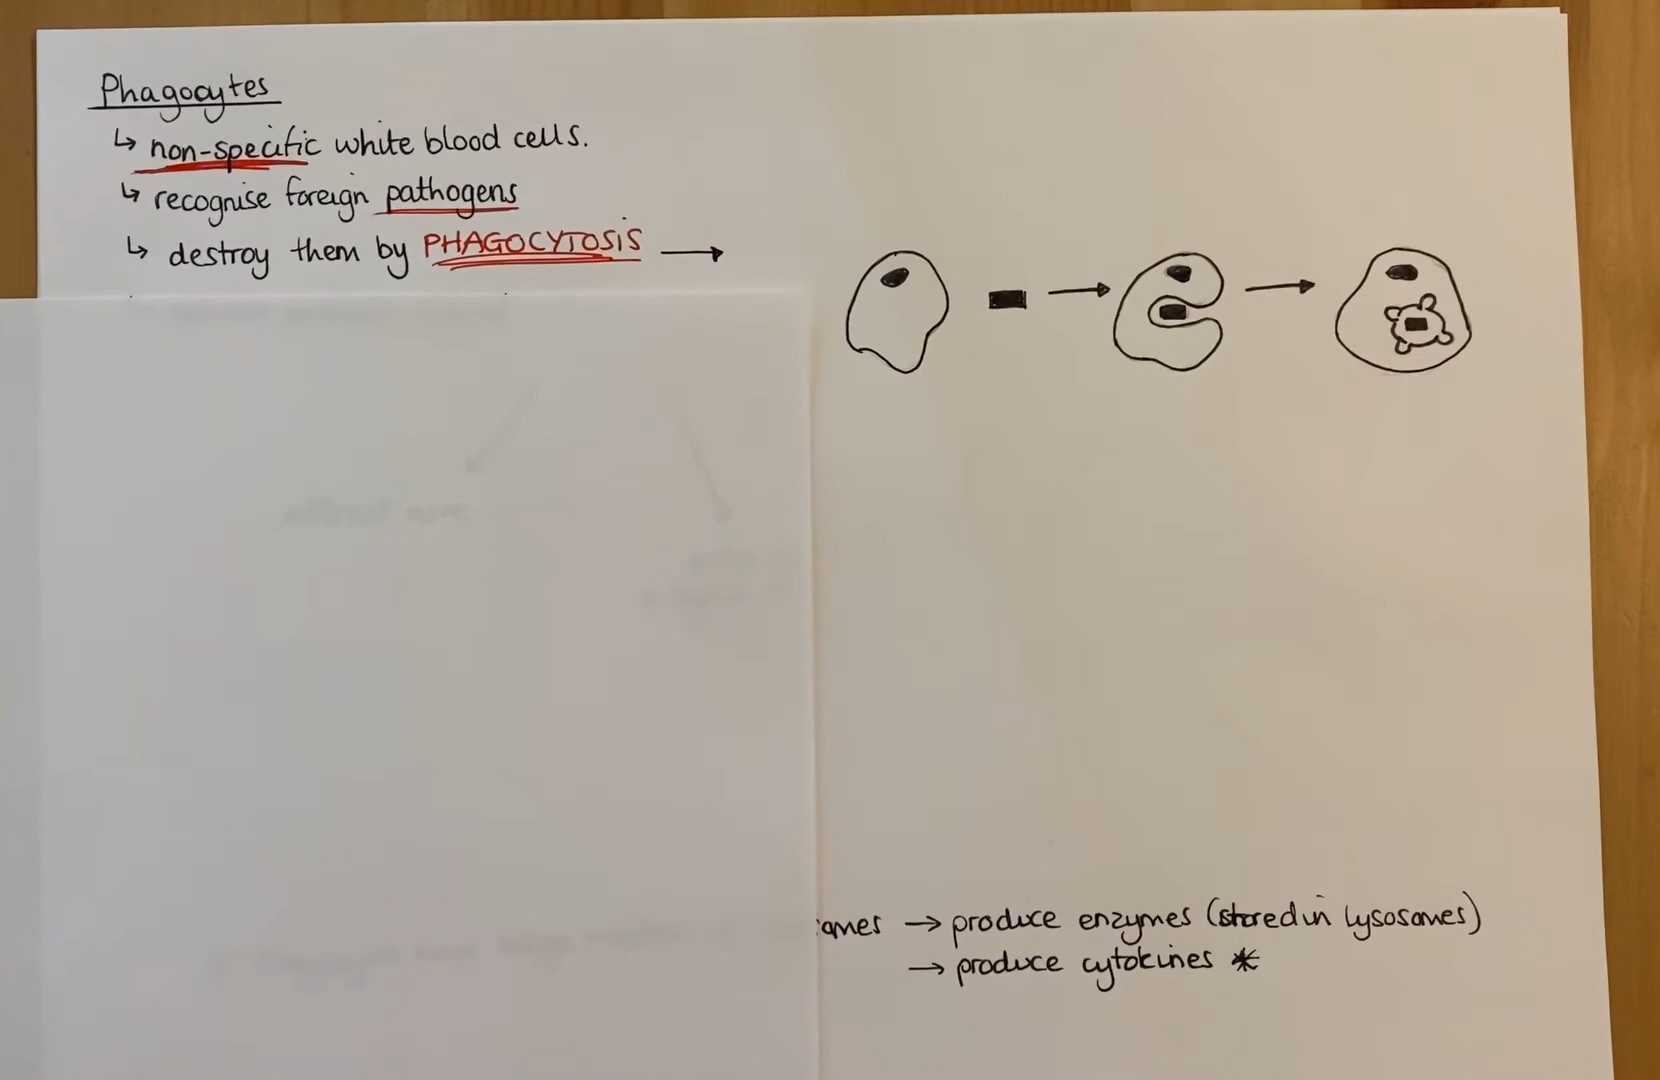 Phagocytes
↳ non-specific white blood cells.
↳ recognise foreign pathogens
↳ destroy them by PHAGOCYTOSIS →
→ produce enzymes (stored in lysosomes)
→ produce cytokines *